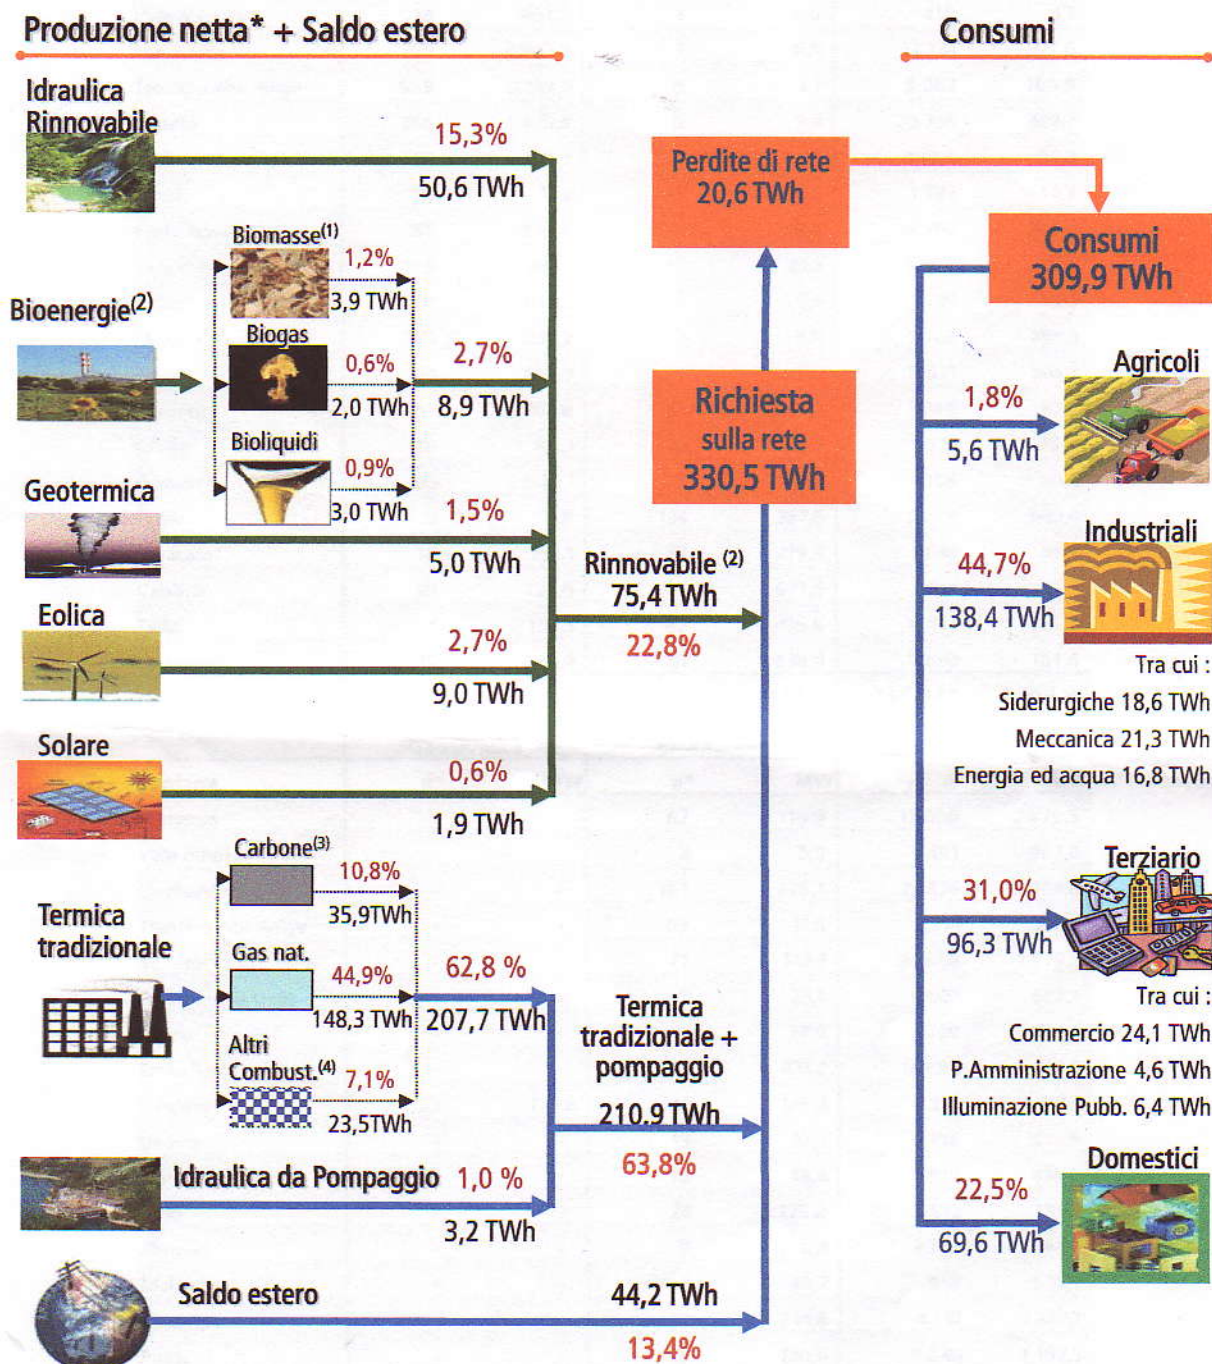 Produzione netta* + Saldo estero
Idraulica
Rinnovabile
15,3%
50,6 TWh
Biomasse(1)
1,2%
3,9 TWh
Bioenergie(2)
Biogas
0,6%
2,0 TWh
2,7%
8,9 TWh
Bioliquidi
0,9%
3,0 TWh
Geotermica
1,5%
5,0 TWh
Eolica
2,7%
9,0 TWh
Solare
0,6%
1,9 TWh
Rinnovabile (2)
75,4 TWh
22,8%
Carbone(3)
10,8%
35,9TWh
Termica
tradizionale
Gas nat.
44,9%
148,3 TWh
62,8 %
207,7 TWh
Altri
Combust.(4)
7,1%
23,5TWh
Termica
tradizionale +
pompaggio
210,9 TWh
63,8%
Idraulica da Pompaggio
1,0 %
3,2 TWh
Saldo estero
44,2 TWh
13,4%
Perdite di rete
20,6 TWh
Richiesta
sulla rete
330,5 TWh
Consumi
Consumi
309,9 TWh
Agricoli
1,8%
5,6 TWh
Industriali
44,7%
138,4 TWh
Tra cui :
Siderurgiche 18,6 TWh
Meccanica 21,3 TWh
Energia ed acqua 16,8 TWh
Terziario
31,0%
96,3 TWh
Tra cui :
Commercio 24,1 TWh
P.Amministrazione 4,6 TWh
Illuminazione Pubb. 6,4 TWh
Domestici
22,5%
69,6 TWh